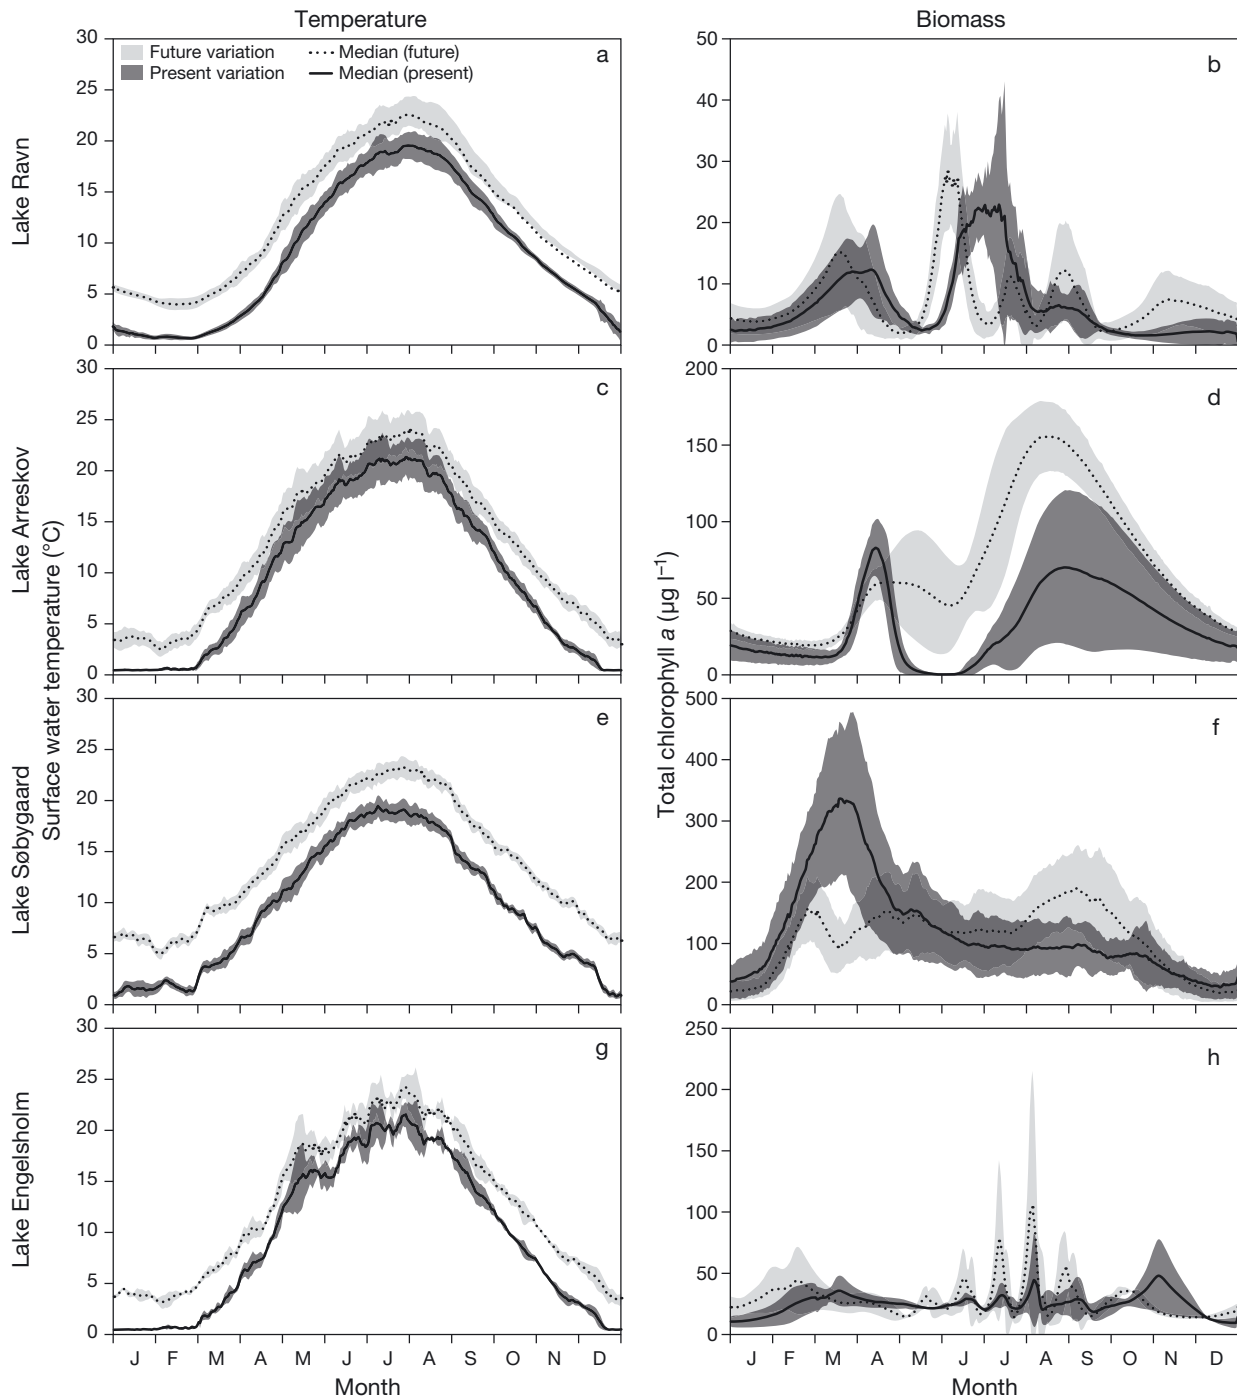 Temperature
Biomass
Future variation
Median (future)
Present variation
Median (present)
a
30
25
20
15
10
5
0
Lake Ravn
b
50
40
30
20
10
0
c
30
25
20
15
10
5
0
Lake Arreskov
d
200
150
100
50
0
Surface water temperature (°C)
Total chlorophyll a (µg l–1)
e
30
25
20
15
10
5
0
Lake Søbygaard
f
500
400
300
200
100
0
g
30
25
20
15
10
5
0
Lake Engelsholm
h
250
200
150
100
50
0
J F M A M J J A S O N D
J F M A M J J A S O N D
Month
Month